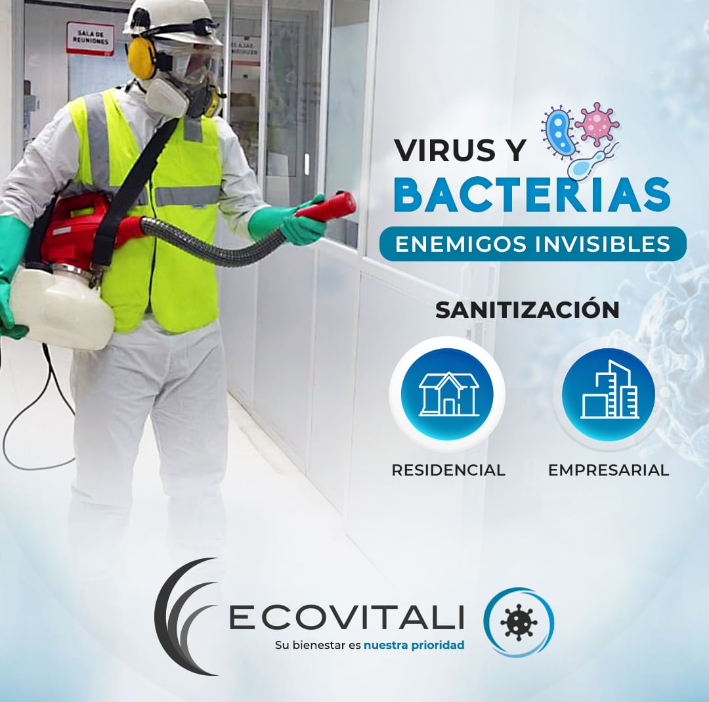 SALA DE
REUNIONES
VIRUS Y
BACTERIAS
ENEMIGOS INVISIBLES
SANITIZACIÓN
RESIDENCIAL
EMPRESARIAL
ECOVITALI
Su bienestar es nuestra prioridad